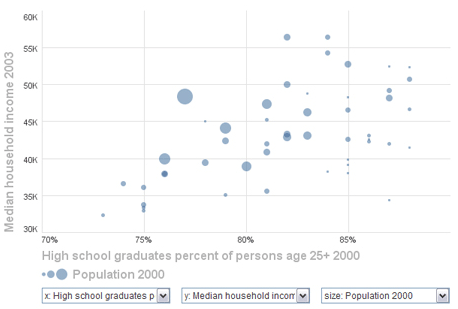 60K
55K
50K
45K
40K
35K
30K
Median household income 2003
70%
75%
80%
85%
High school graduates percent of persons age 25+ 2000
Population 2000
x: High school graduates p
y: Median household incom
size: Population 2000